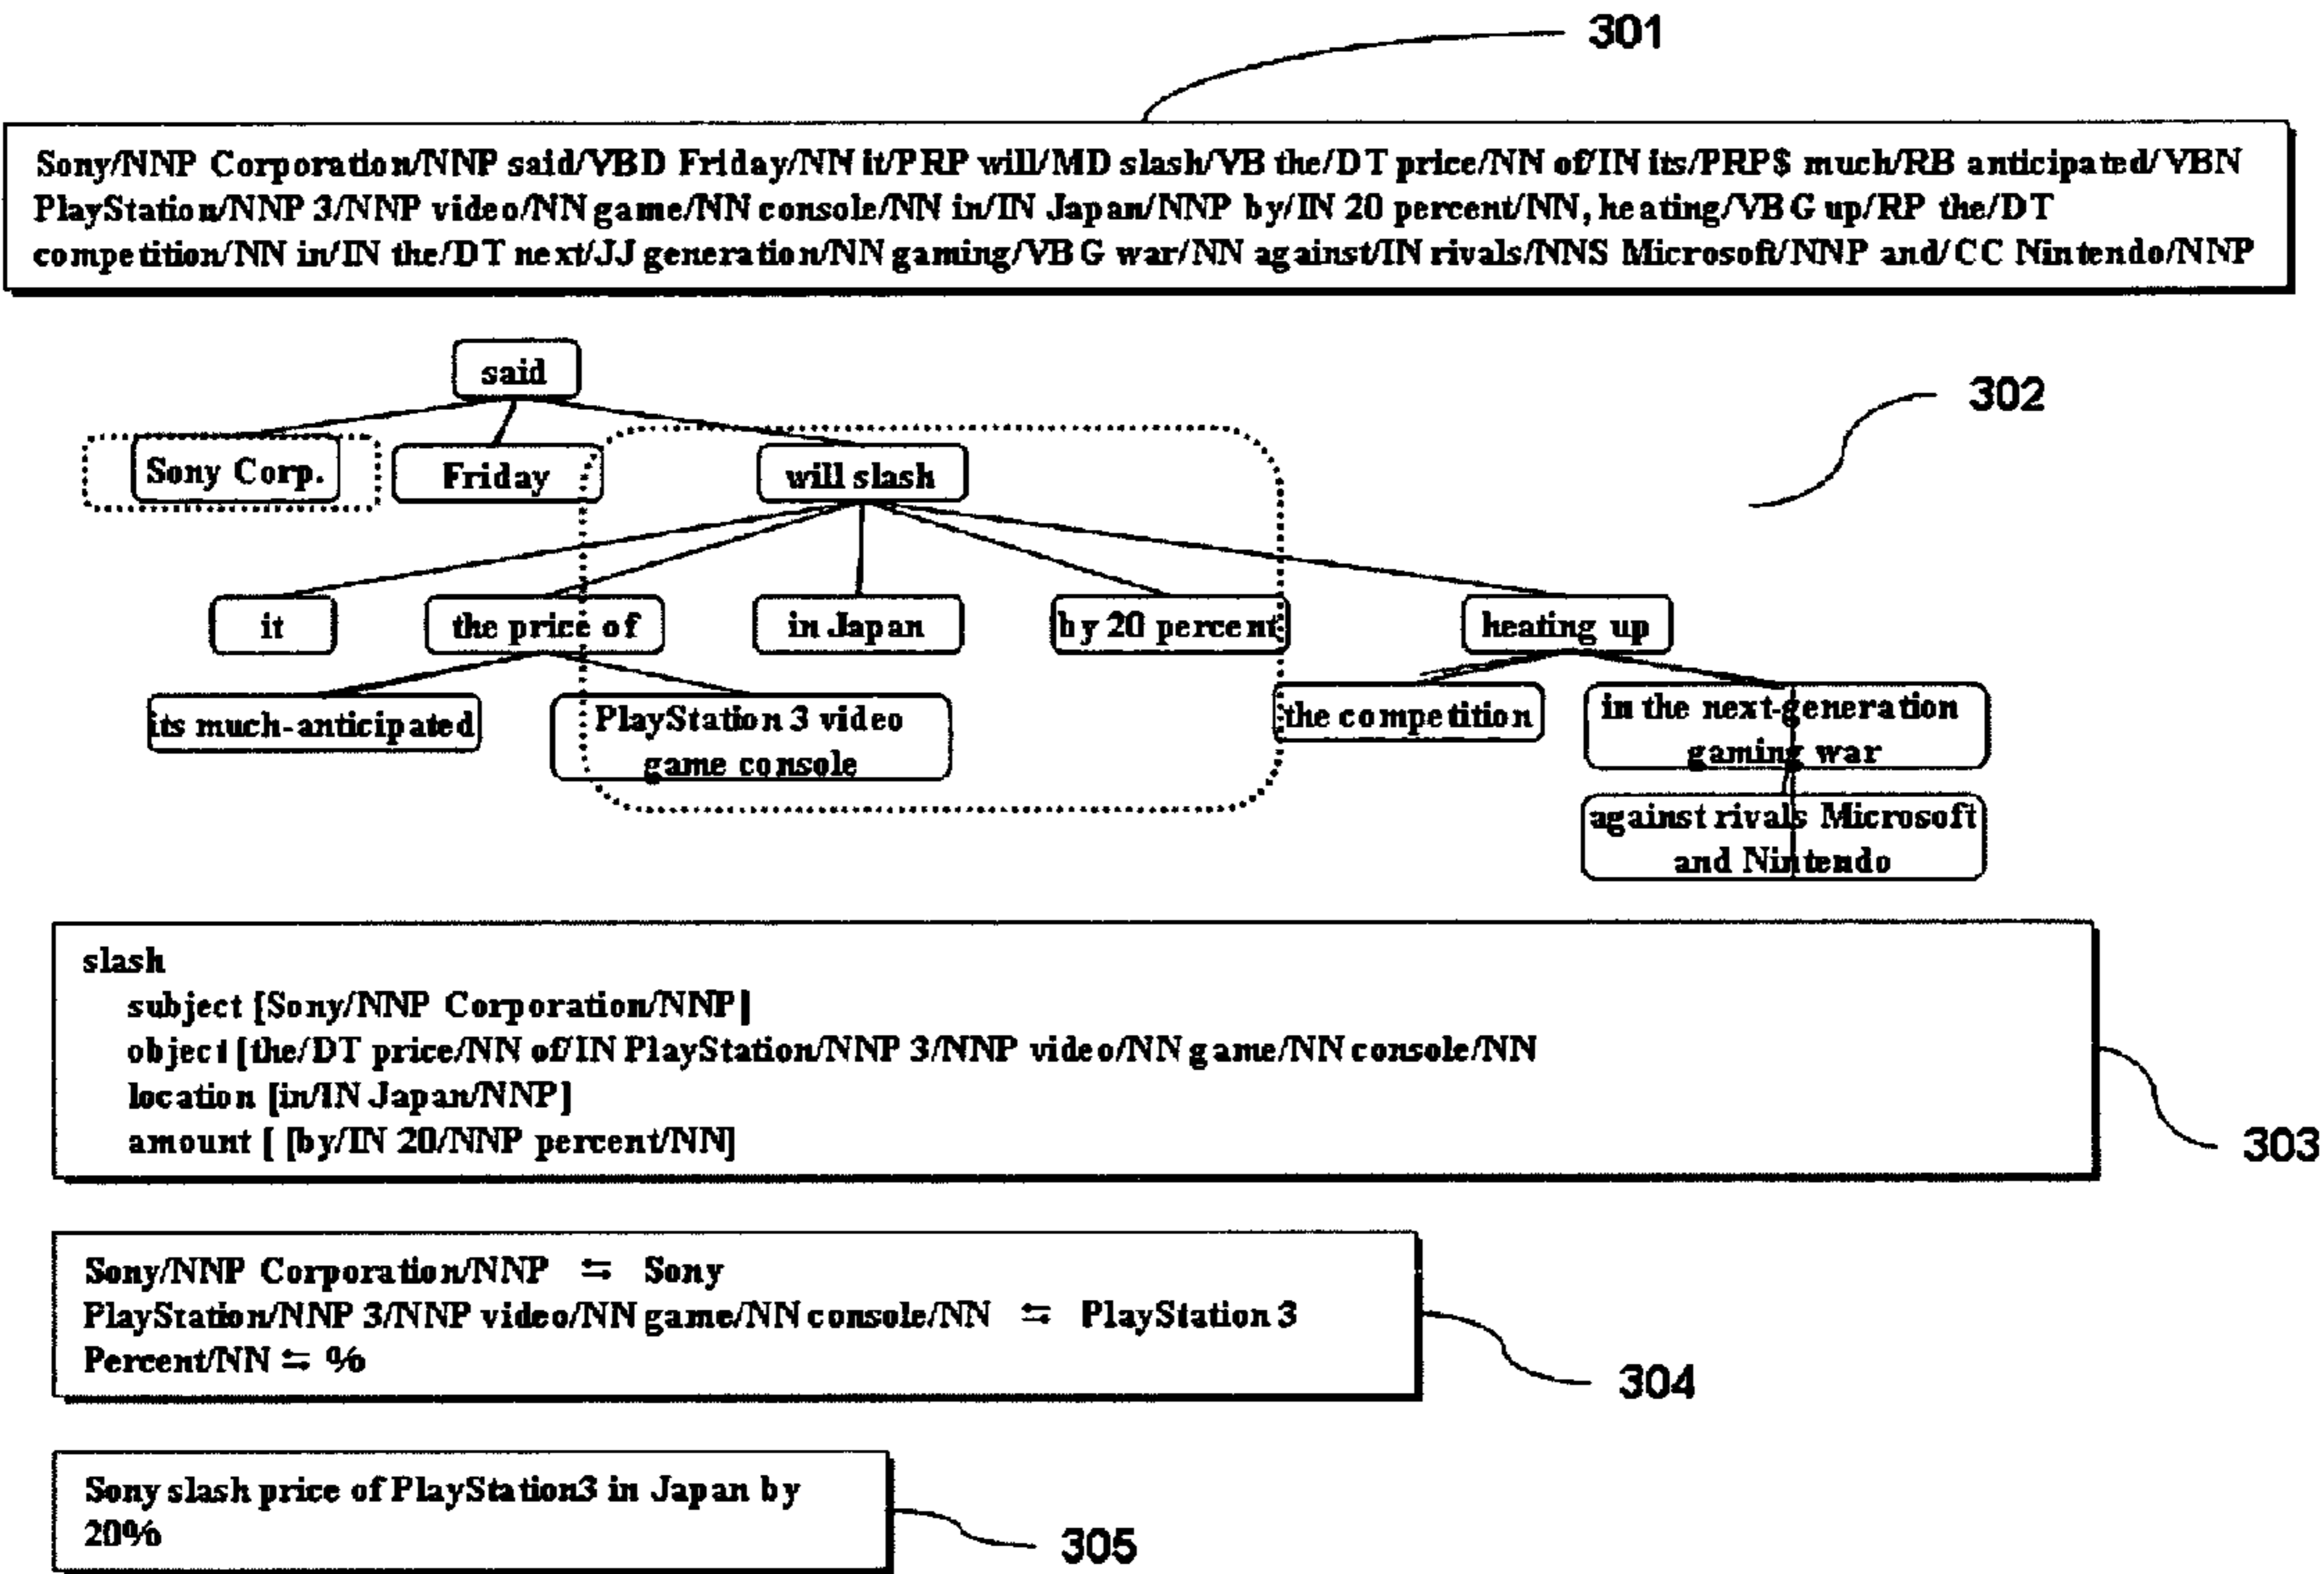 301
Sony/NNP Corporation/NNP said/VBD Friday/NN it/PRP will/MD slash/VB the/DT price/NN of/IN its/PRP$ much/RB anticipated/VBN
PlayStation/NNP 3/NNP video/NN game/NN console/NN in/IN Japan/NNP by/IN 20 percent/NN, heating/VBG up/RP the/DT
competition/NN in/IN the/DT next/JJ generation/NN gaming/VBG war/NN against/IN rivals/NNS Microsoft/NNP and/CC Nintendo/NNP
said
302
Sony Corp.
Friday
will slash
it
the price of
in Japan
by 20 percent
heating up
its much-anticipated
PlayStation 3 video
game console
the competition
in the next-generation
gaming war
against rivals Microsoft
and Nintendo
slash
subject [Sony/NNP Corporation/NNP]
object [the/DT price/NN of/IN PlayStation/NNP 3/NNP video/NN game/NN console/NN
location [in/IN Japan/NNP]
amount [ [by/IN 20/NNP percent/NN]
303
Sony/NNP Corporation/NNP ⇆ Sony
PlayStation/NNP 3/NNP video/NN game/NN console/NN ⇆ PlayStation 3
Percent/NN ⇆ %
304
Sony slash price of PlayStation3 in Japan by
20%
305